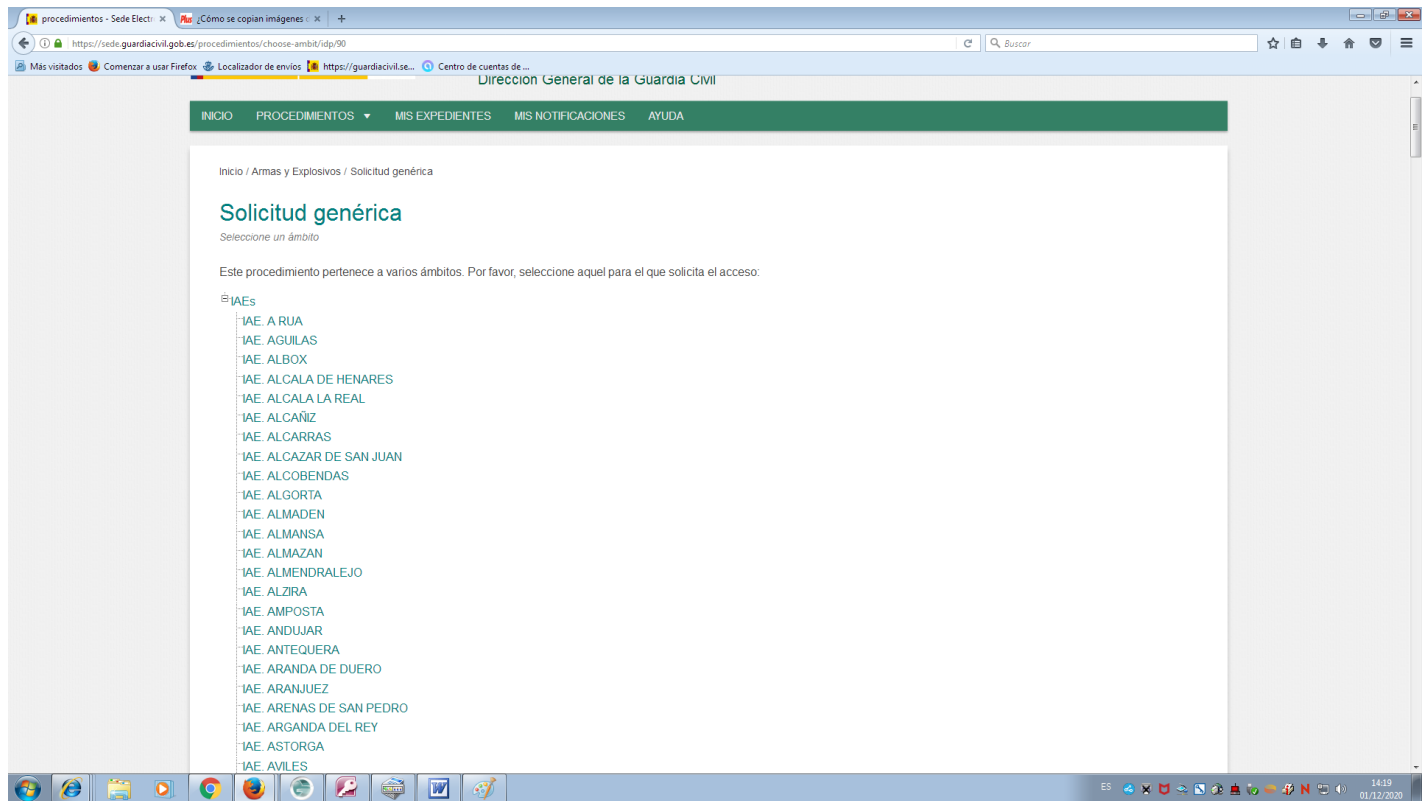 procedimientos - Sede Electr
¿Cómo se copian imágenes
https://sede.guardiacivil.gob.es/procedimientos/choose-ambit/idp/90
Buscar
Más visitados Comenzar a usar Firefox Localizador de envíos https://guardiacivil.se... Centro de cuentas de ...
Dirección General de la Guardia Civil
INICIO PROCEDIMIENTOS MIS EXPEDIENTES MIS NOTIFICACIONES AYUDA
Inicio / Armas y Explosivos / Solicitud genérica
Solicitud genérica
Seleccione un ámbito
Este procedimiento pertenece a varios ámbitos. Por favor, seleccione aquel para el que solicita el acceso:
IAEs
IAE. A RUA
IAE. AGUILAS
IAE. ALBOX
IAE. ALCALA DE HENARES
IAE. ALCALA LA REAL
IAE. ALCAÑIZ
IAE. ALCARRAS
IAE. ALCAZAR DE SAN JUAN
IAE. ALCOBENDAS
IAE. ALGORTA
IAE. ALMADEN
IAE. ALMANSA
IAE. ALMAZAN
IAE. ALMENDRALEJO
IAE. ALZIRA
IAE. AMPOSTA
IAE. ANDUJAR
IAE. ANTEQUERA
IAE. ARANDA DE DUERO
IAE. ARANJUEZ
IAE. ARENAS DE SAN PEDRO
IAE. ARGANDA DEL REY
IAE. ASTORGA
IAE. AVILES
ES
14:19
01/12/2020